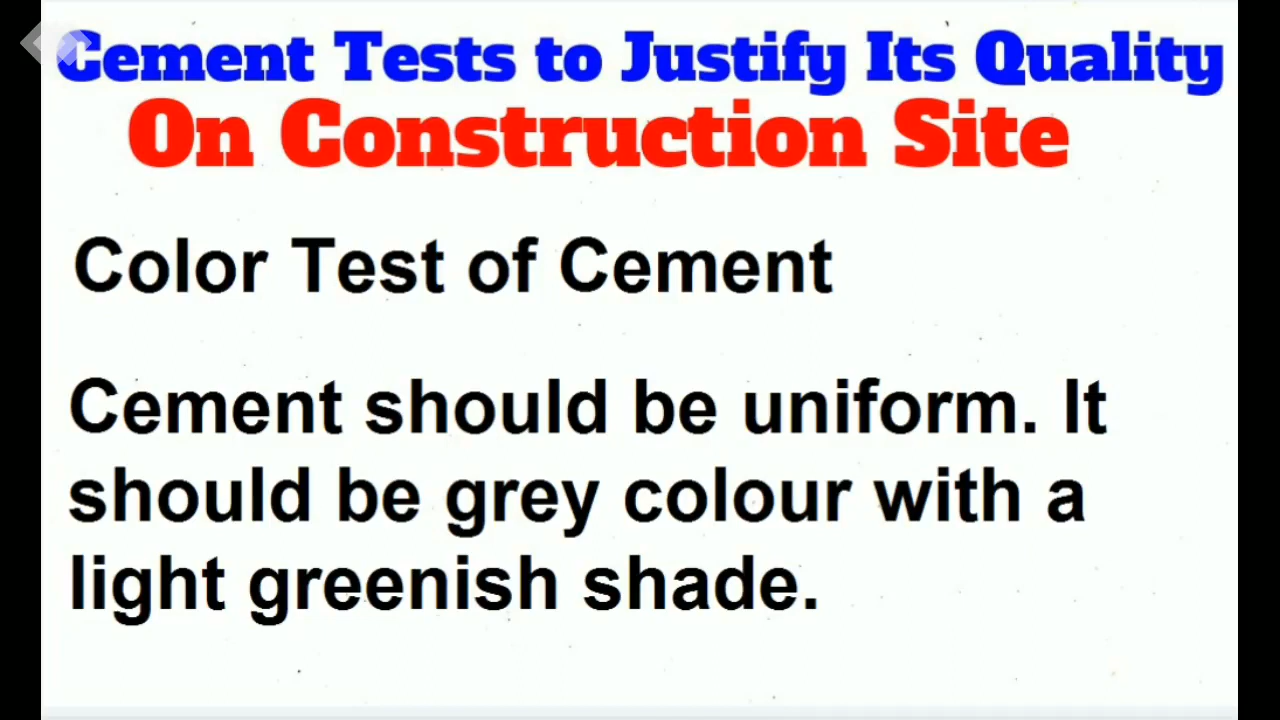 Cement Tests to Justify Its Quality
On Construction Site
Color Test of Cement
Cement should be uniform. It
should be grey colour with a
light greenish shade.